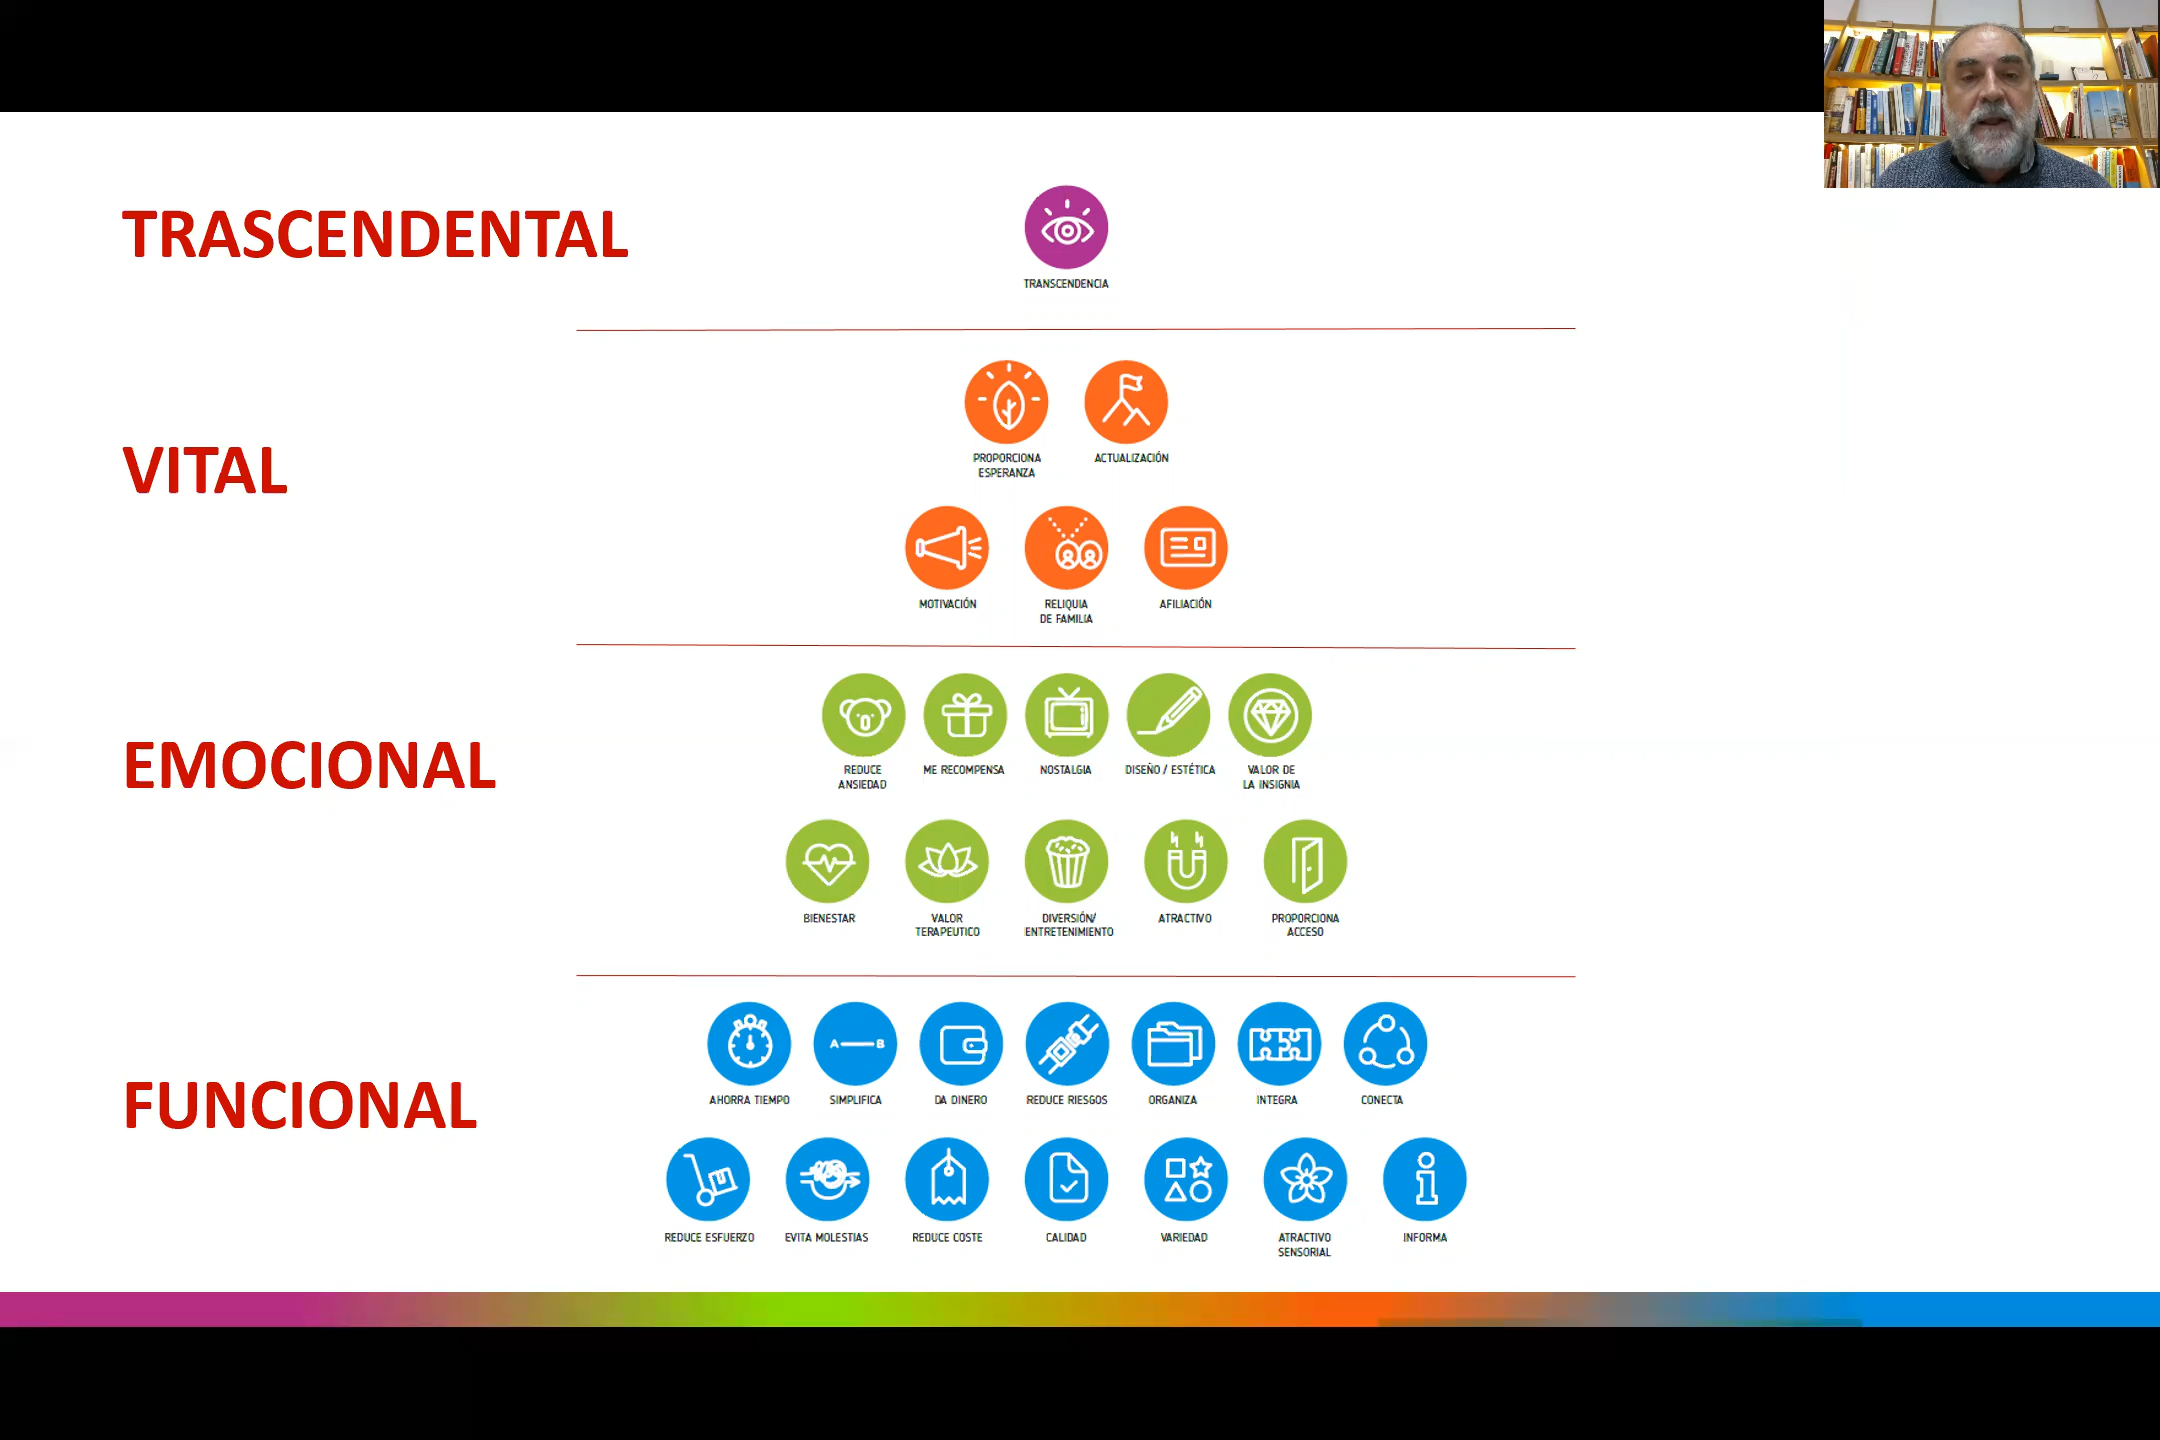 TRASCENDENTAL
TRANSCENDENCIA
VITAL
PROPORCIONA
ESPERANZA
ACTUALIZACIÓN
MOTIVACIÓN
RELIQUIA
DE FAMILIA
AFILIACIÓN
EMOCIONAL
REDUCE
ANSIEDAD
ME RECOMPENSA
NOSTALGIA
DISEÑO / ESTÉTICA
VALOR DE
LA INSIGNIA
BIENESTAR
VALOR
TERAPEUTICO
DIVERSIÓN/
ENTRETENIMIENTO
ATRACTIVO
PROPORCIONA
ACCESO
FUNCIONAL
A B
AHORRA TIEMPO
SIMPLIFICA
DA DINERO
REDUCE RIESGOS
ORGANIZA
INTEGRA
CONECTA
REDUCE ESFUERZO
EVITA MOLESTIAS
REDUCE COSTE
CALIDAD
VARIEDAD
ATRACTIVO
SENSORIAL
INFORMA